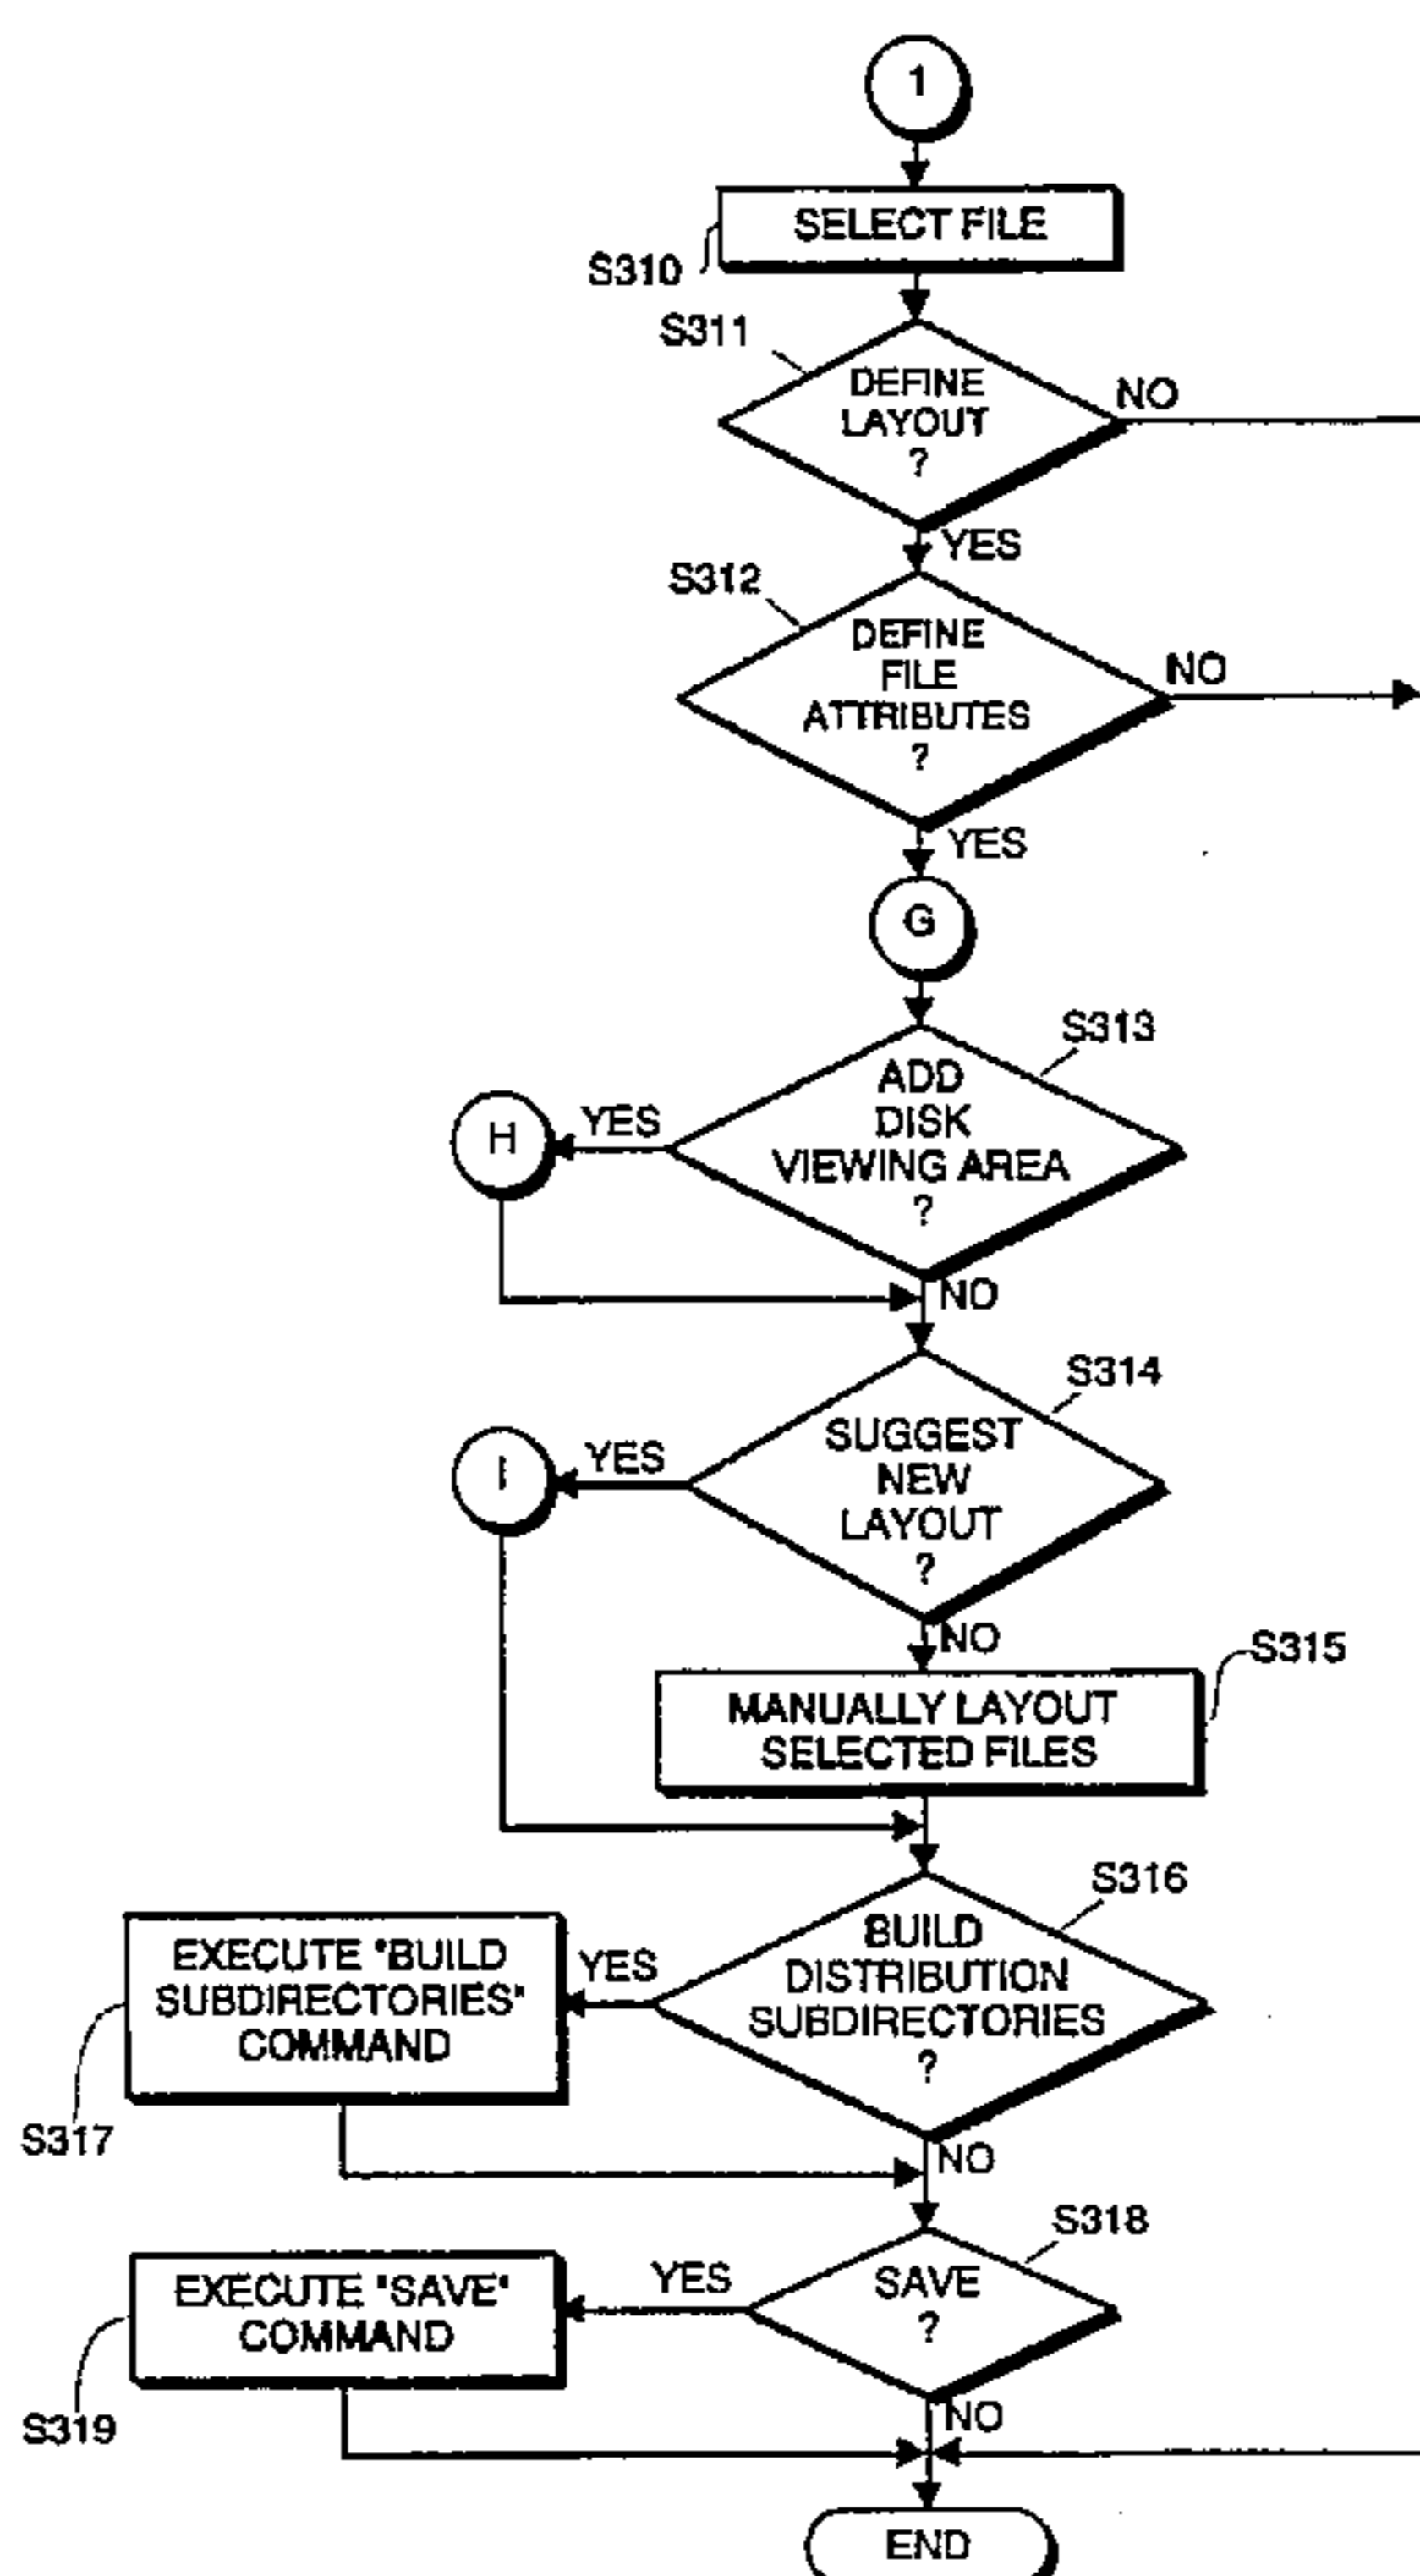 1
SELECT FILE
S310
S311
DEFINE
LAYOUT
?
NO
YES
S312
DEFINE
FILE
ATTRIBUTES
?
NO
YES
G
S313
ADD
DISK
VIEWING AREA
?
YES
H
NO
S314
SUGGEST
NEW
LAYOUT
?
YES
I
NO
S315
MANUALLY LAYOUT
SELECTED FILES
S316
BUILD
DISTRIBUTION
SUBDIRECTORIES
?
YES
EXECUTE "BUILD
SUBDIRECTORIES"
COMMAND
S317
NO
S318
SAVE
?
YES
EXECUTE "SAVE"
COMMAND
S319
NO
END